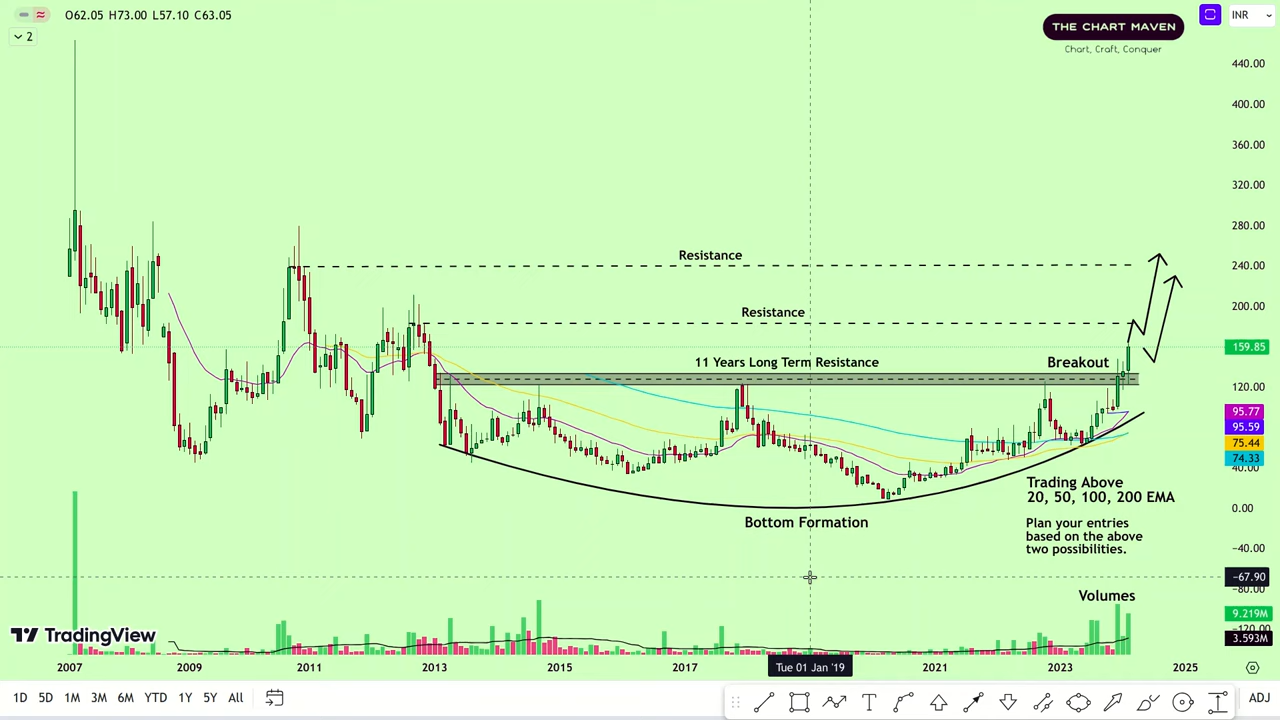 O62.05 H73.00 L57.10 C63.05
INR
2
THE CHART MAVEN
Chart, Craft, Conquer
440.00
400.00
360.00
320.00
280.00
Resistance
240.00
200.00
Resistance
159.85
11 Years Long Term Resistance
Breakout
120.00
95.77
95.59
75.44
74.33
40.00
Trading Above
20, 50, 100, 200 EMA
0.00
Bottom Formation
Plan your entries
based on the above
two possibilities.
−40.00
−67.90
−80.00
Volumes
9.219M
−120.00
3.593M
TradingView
2007 2009 2011 2013 2015 2017 Tue 01 Jan '19 2021 2023 2025
1D 5D 1M 3M 6M YTD 1Y 5Y All
T
ADJ